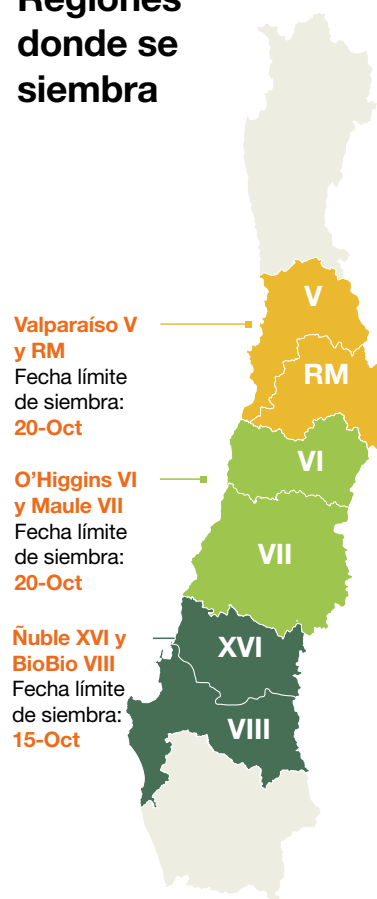 Regiones
donde se
siembra
V
Valparaíso V
y RM
Fecha límite
de siembra:
20-Oct
RM
VI
O’Higgins VI
y Maule VII
Fecha límite
de siembra:
20-Oct
VII
Ñuble XVI y
BioBio VIII
Fecha límite
de siembra:
15-Oct
XVI
VIII